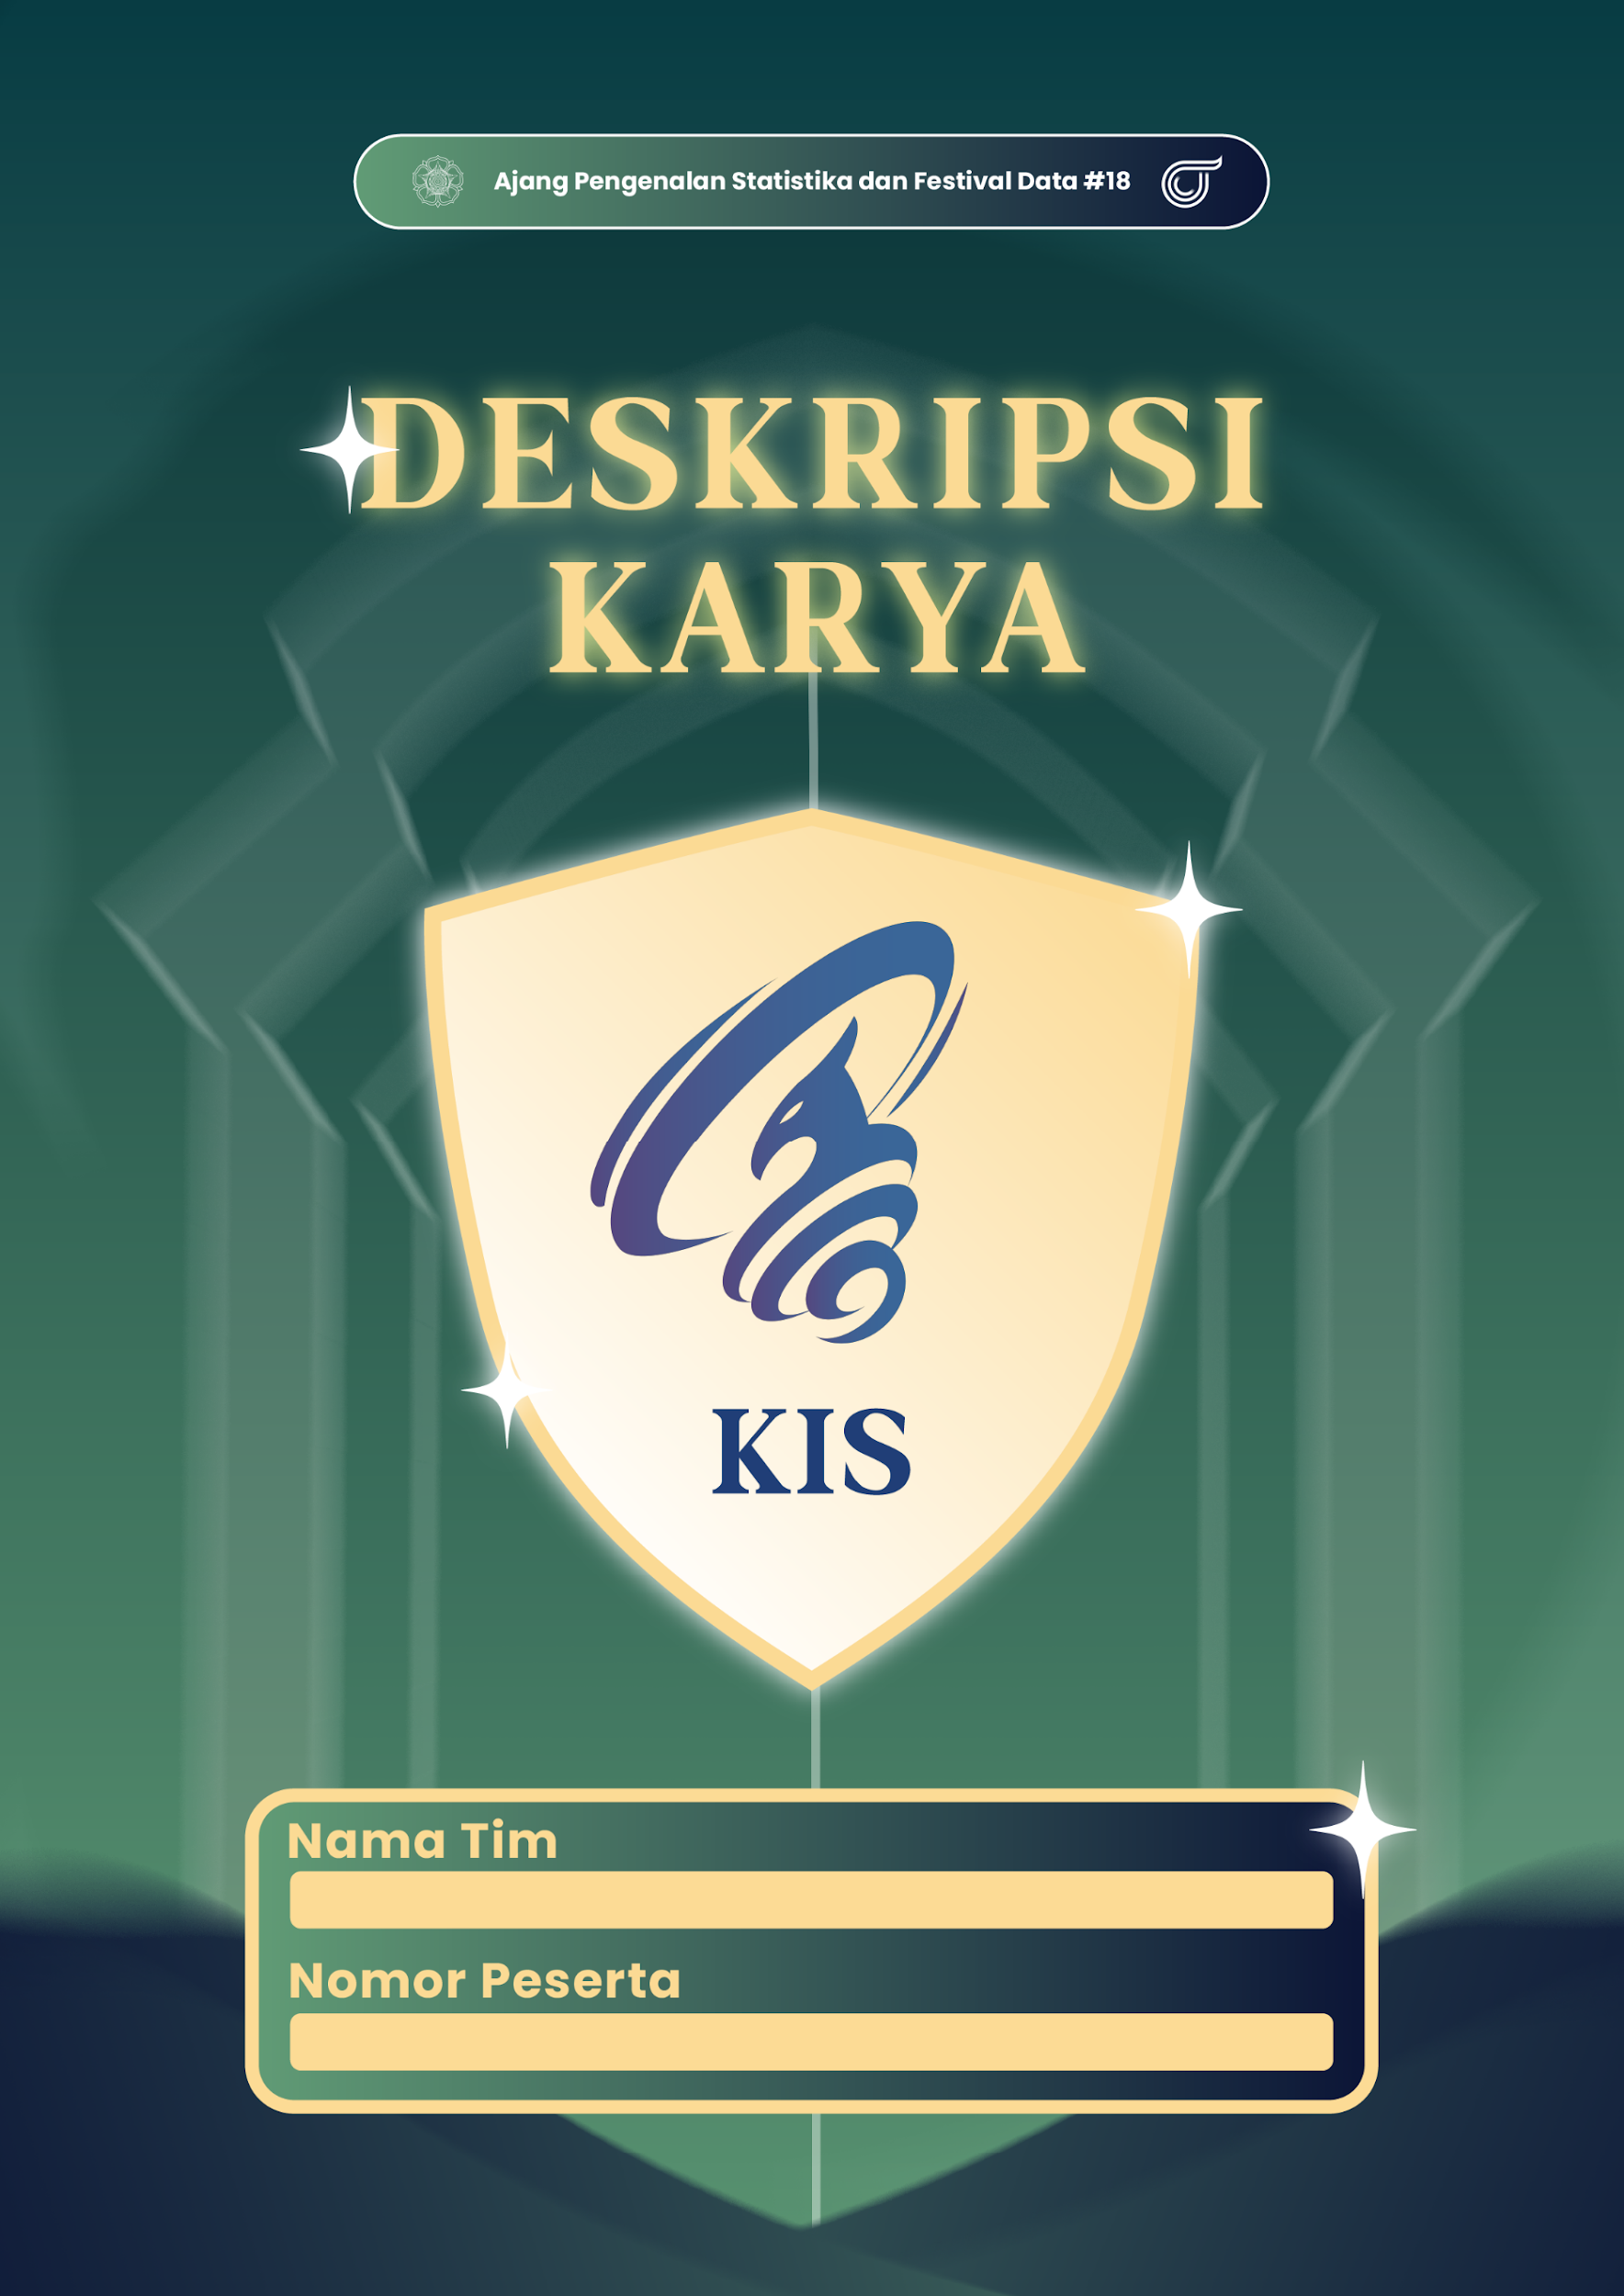 Ajang Pengenalan Statistika dan Festival Data #18
DESKRIPSI
KARYA
KIS
Nama Tim
Nomor Peserta